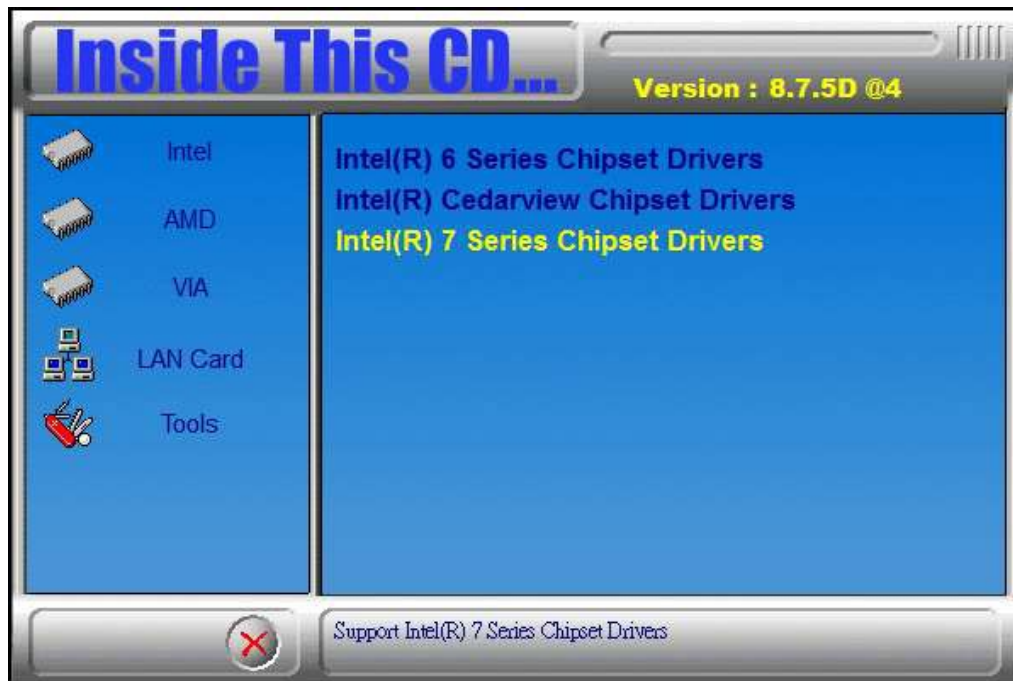 Inside This CD...
Version : 8.7.5D @4
Intel
AMD
VIA
LAN Card
Tools
Intel(R) 6 Series Chipset Drivers
Intel(R) Cedarview Chipset Drivers
Intel(R) 7 Series Chipset Drivers
Support Intel(R) 7 Series Chipset Drivers